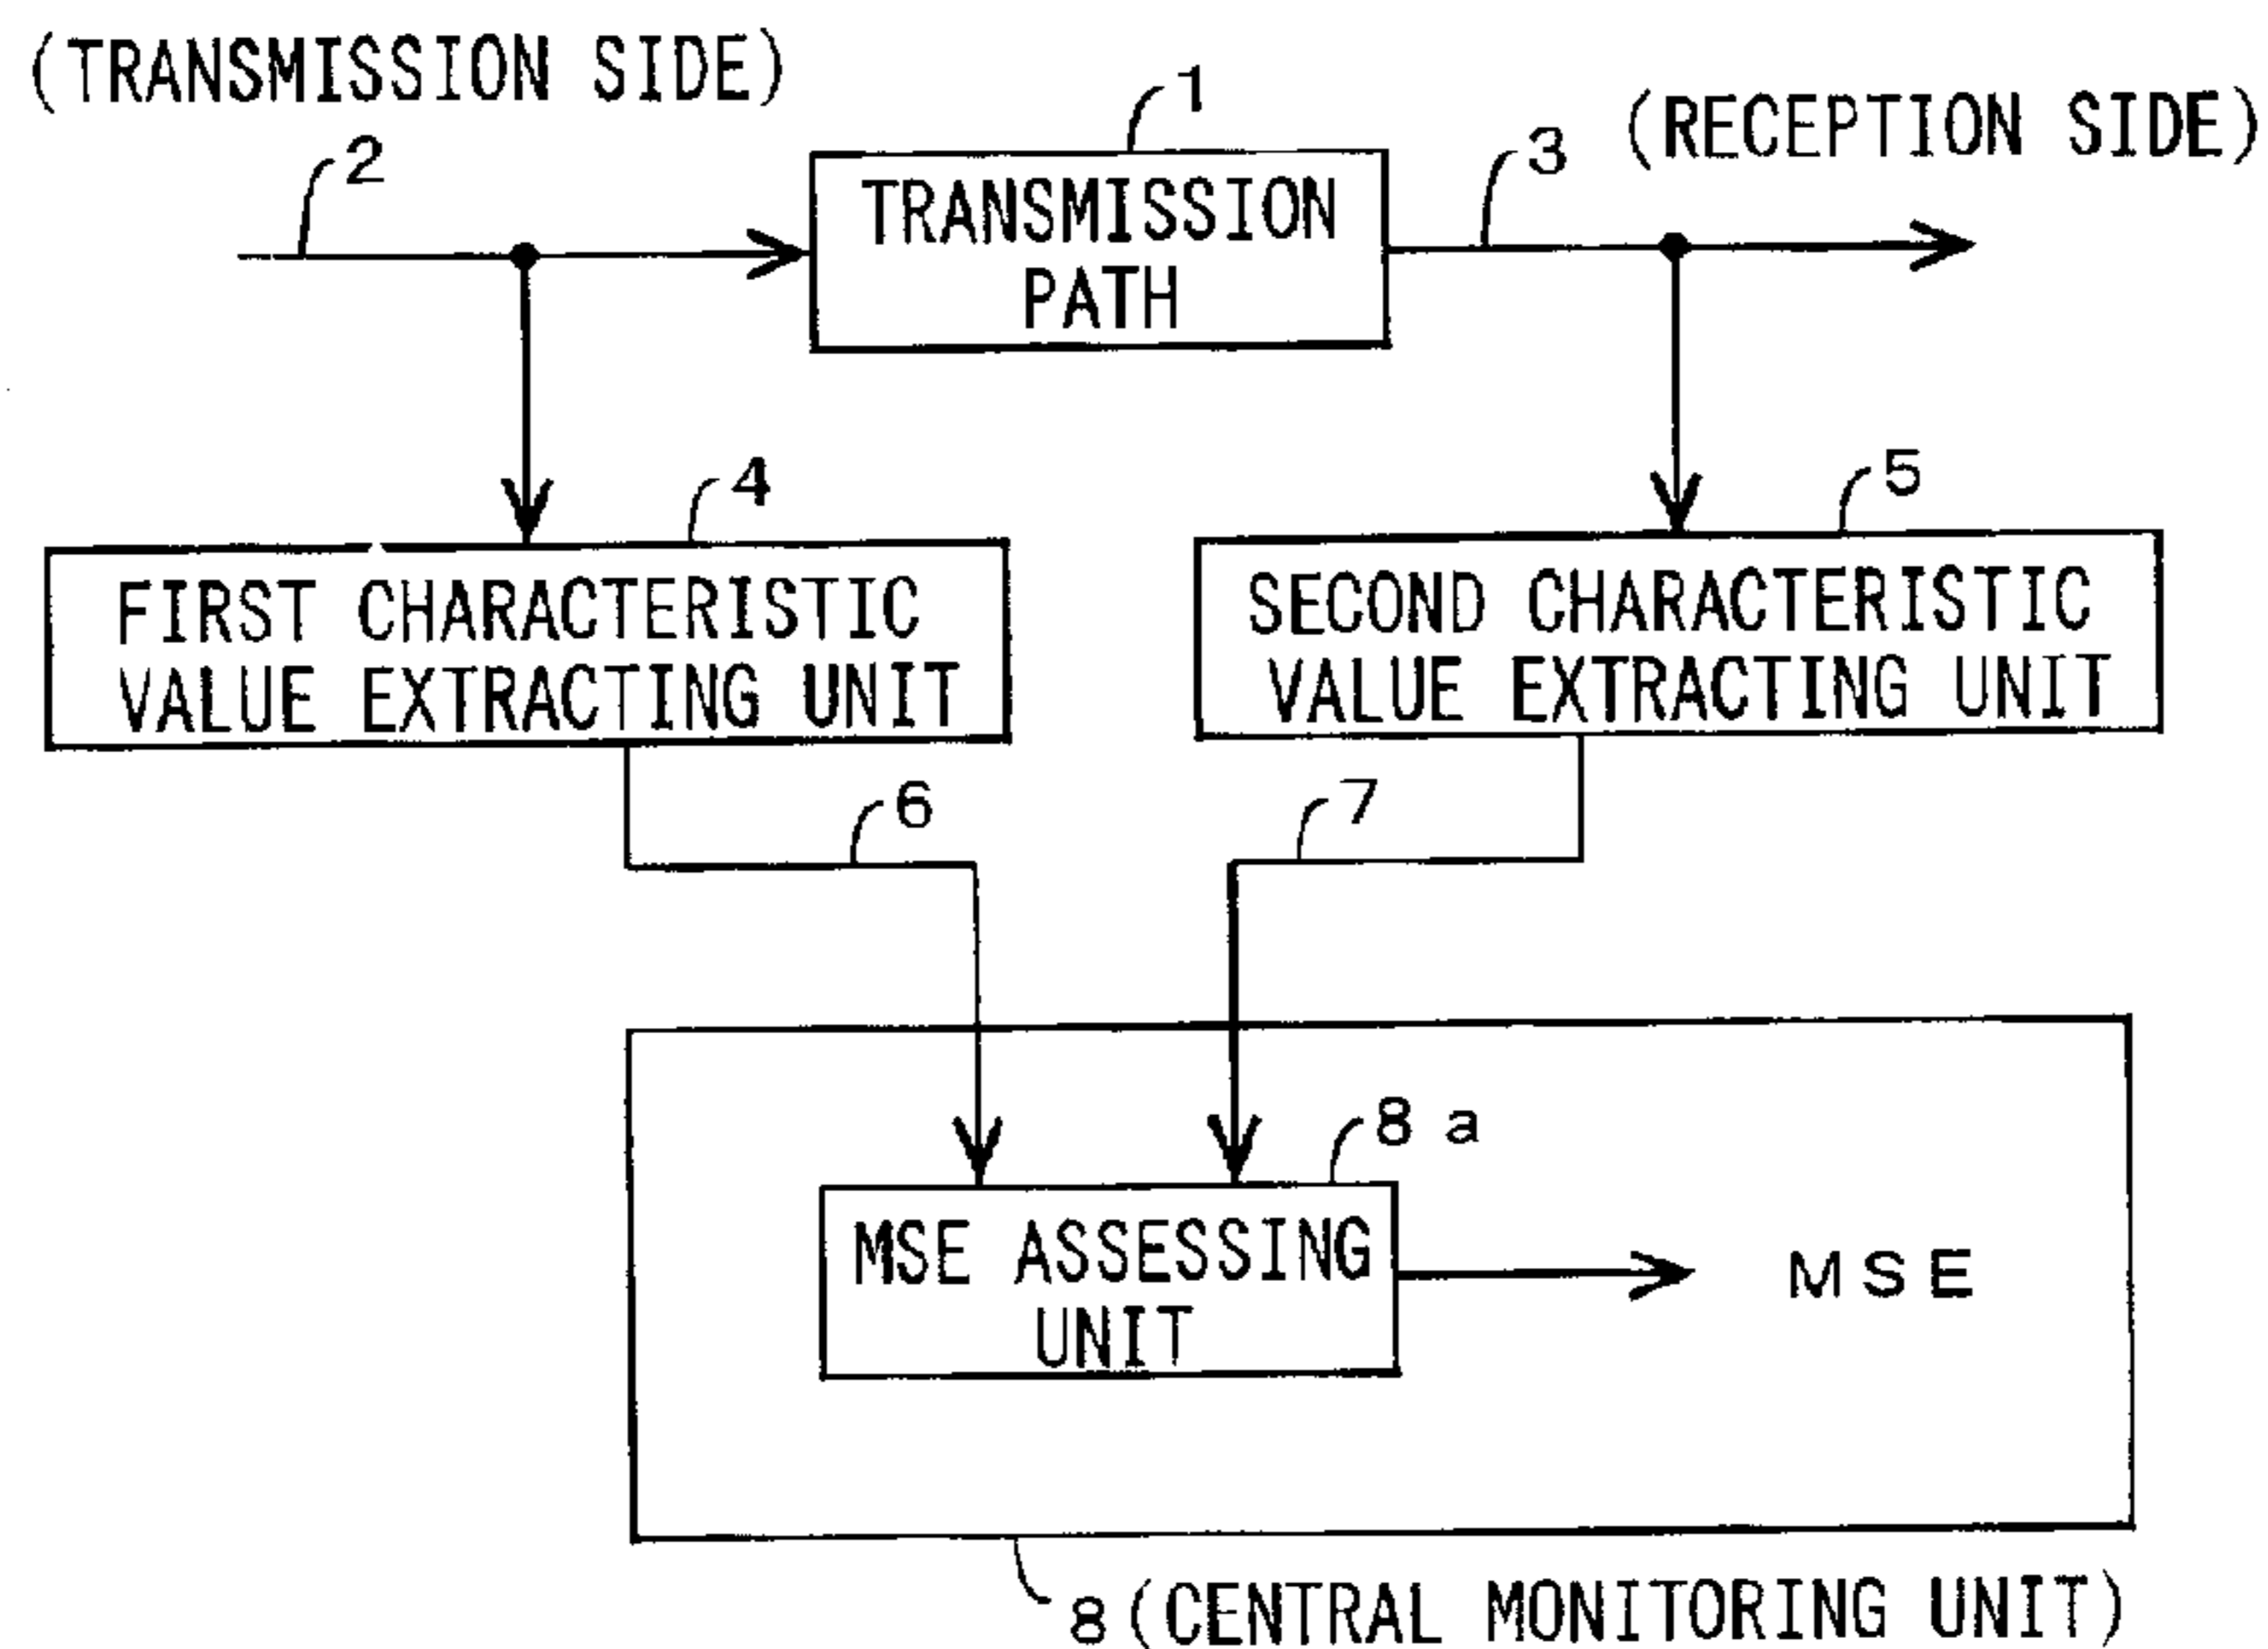 (TRANSMISSION SIDE)
1
(RECEPTION SIDE)
2
3
TRANSMISSION
PATH
4
5
FIRST CHARACTERISTIC
VALUE EXTRACTING UNIT
SECOND CHARACTERISTIC
VALUE EXTRACTING UNIT
6
7
8a
MSE ASSESSING
UNIT
MSE
8 (CENTRAL MONITORING UNIT)